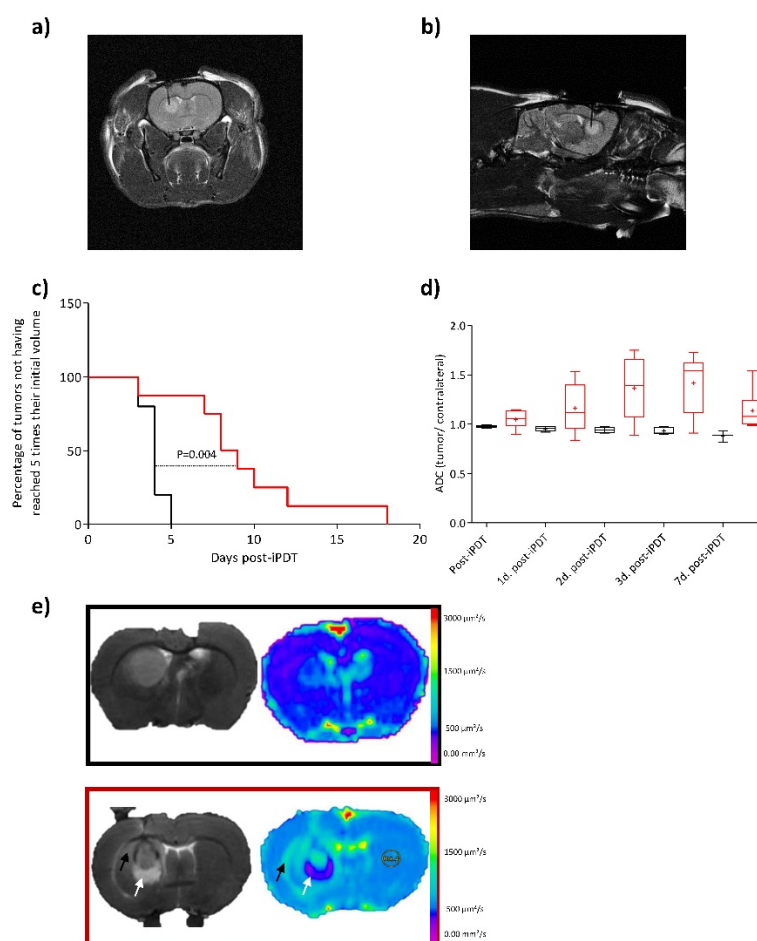 a)
b)
c)
d)
150
100
50
0
Percentage of tumors not having
reached 5 times their initial volume
P=0.004
0
5
10
15
20
Days post-iPDT
2.0
1.5
1.0
0.5
0.0
ADC (tumor/ contralateral)
Post-iPDT
1d. post-iPDT
2d. post-iPDT
3d. post-iPDT
7d. post-iPDT
e)
3000 µm²/s
1500 µm²/s
500 µm²/s
0.00 mm²/s
3000 µm²/s
1500 µm²/s
500 µm²/s
0.00 mm²/s